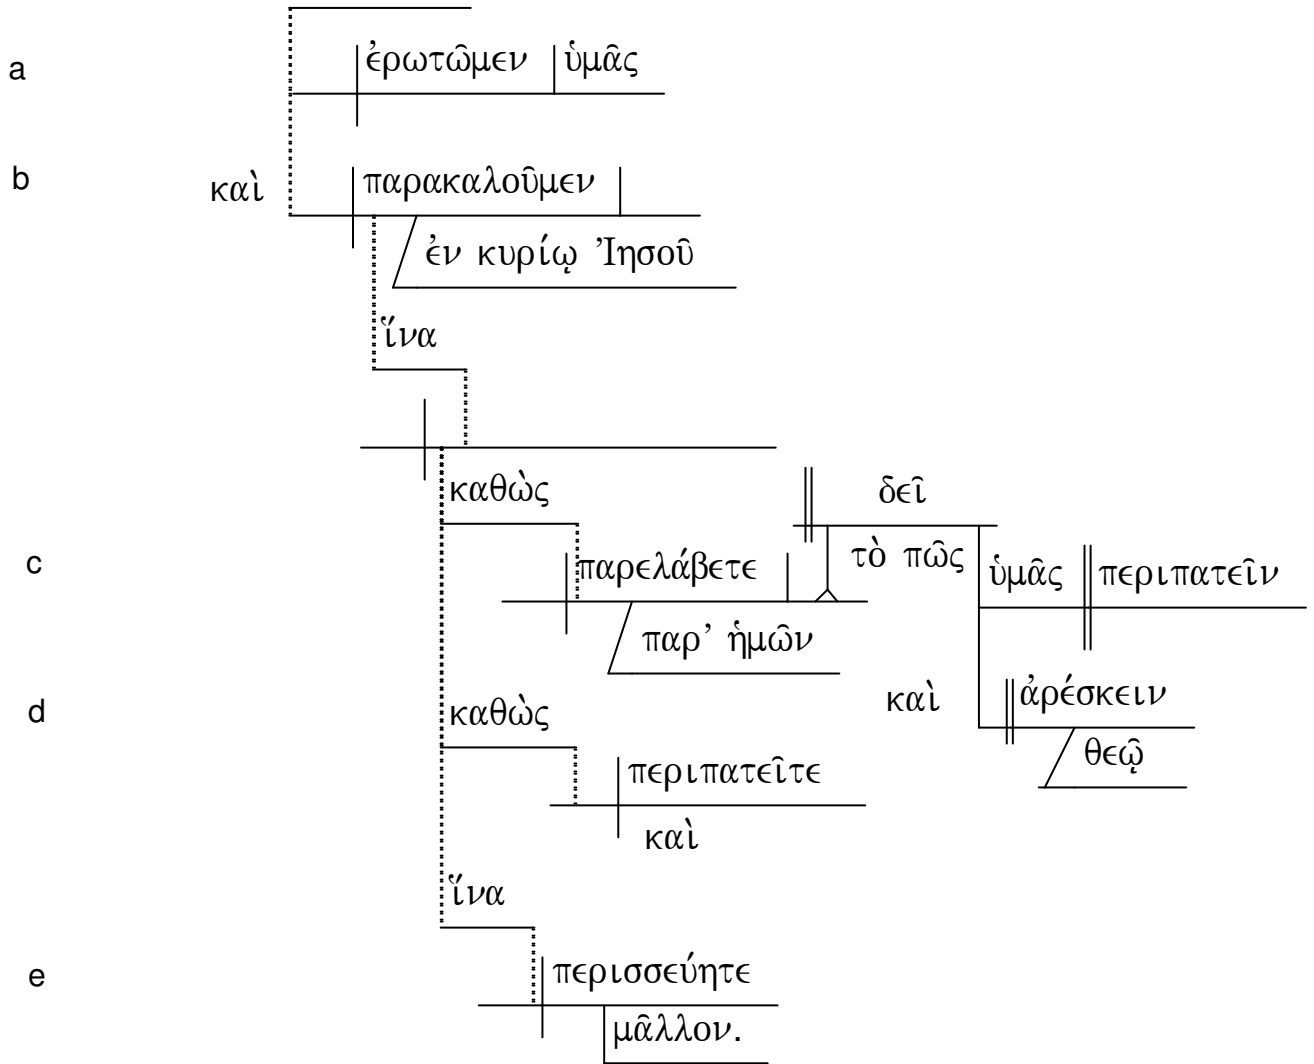 a ἐρωτῶμεν ὑμᾶς
b καὶ παρακαλοῦμεν
ἐν κυρίῳ Ἰησοῦ
ἵνα
καθὼς δεῖ
c παρελάβετε τὸ πῶς ὑμᾶς περιπατεῖν
παρ’ ἡμῶν
d καθὼς καὶ ἀρέσκειν
θεῷ
περιπατεῖτε
καὶ
ἵνα
e περισσεύητε
μᾶλλον.